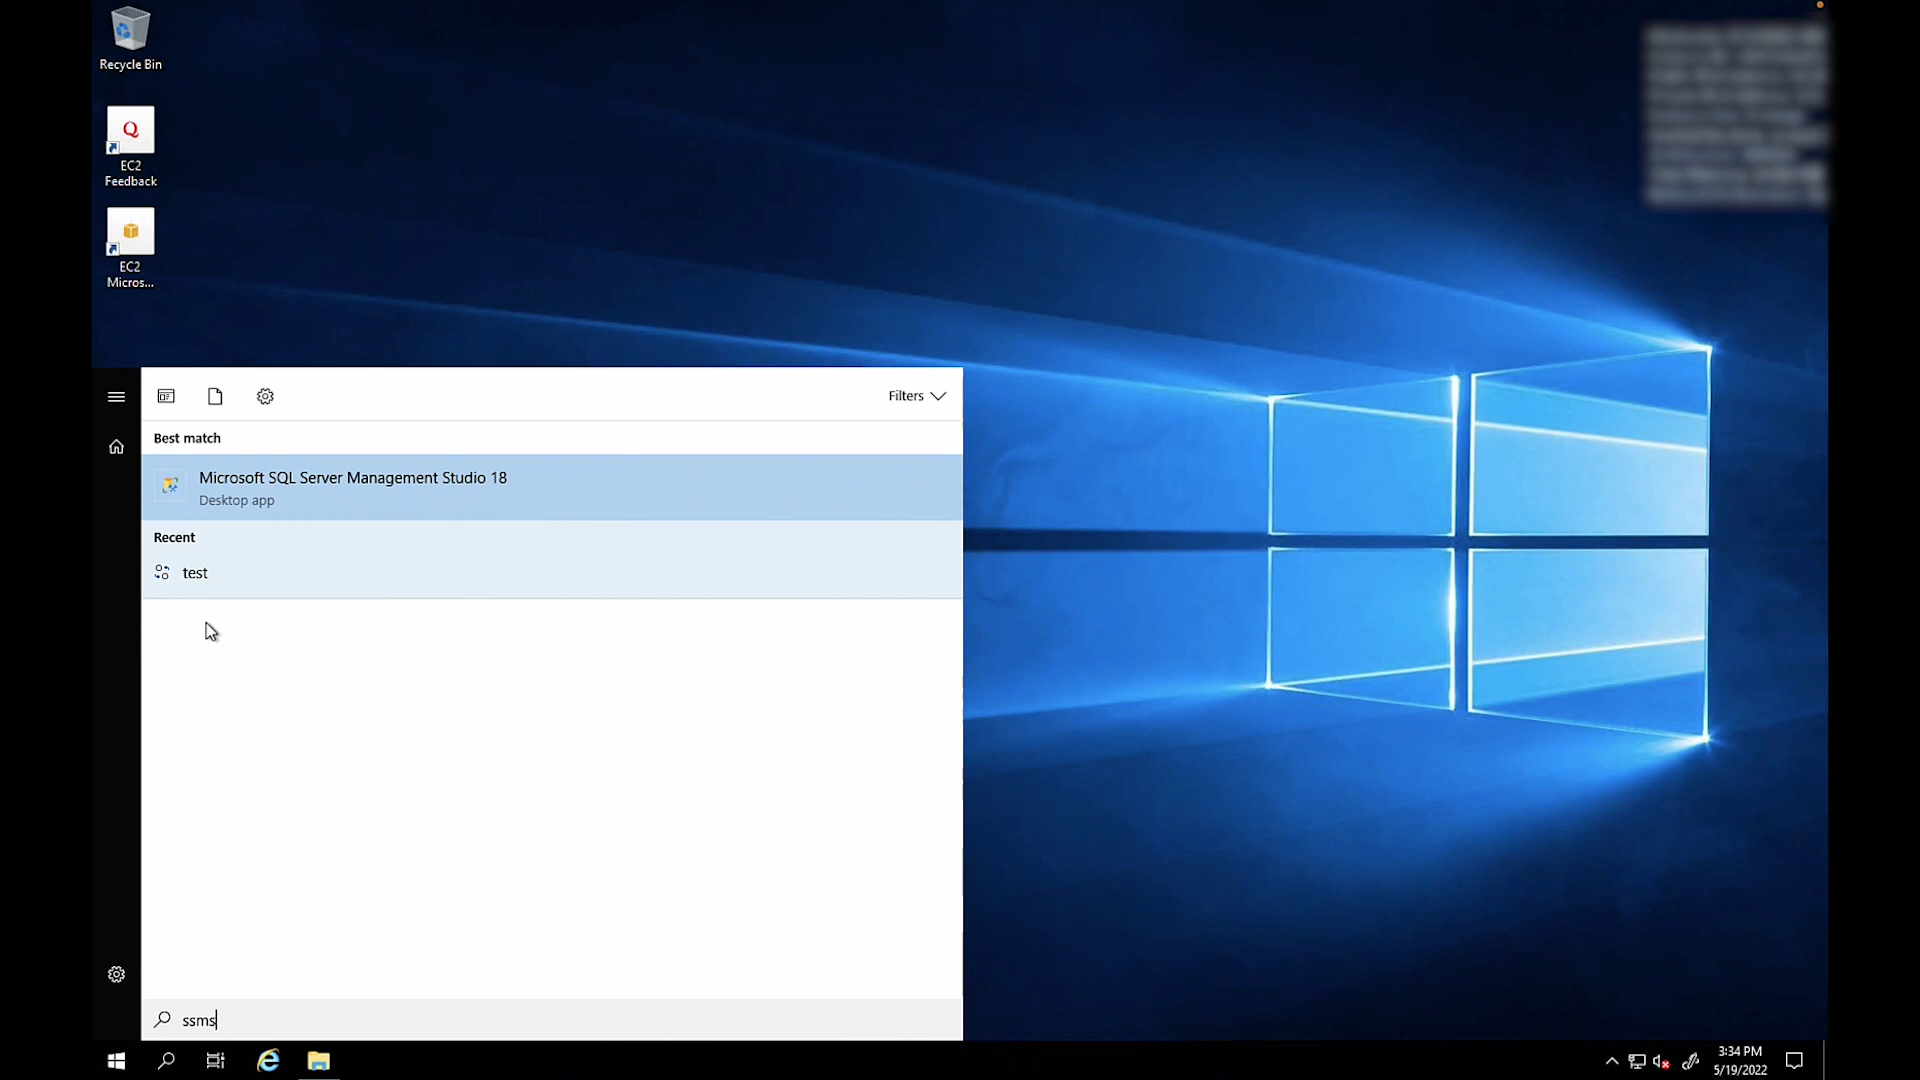 Recycle Bin
Q
EC2
Feedback
EC2
Micros...
Filters
Best match
Microsoft SQL Server Management Studio 18
Desktop app
Recent
test
ssms
3:34 PM
5/19/2022